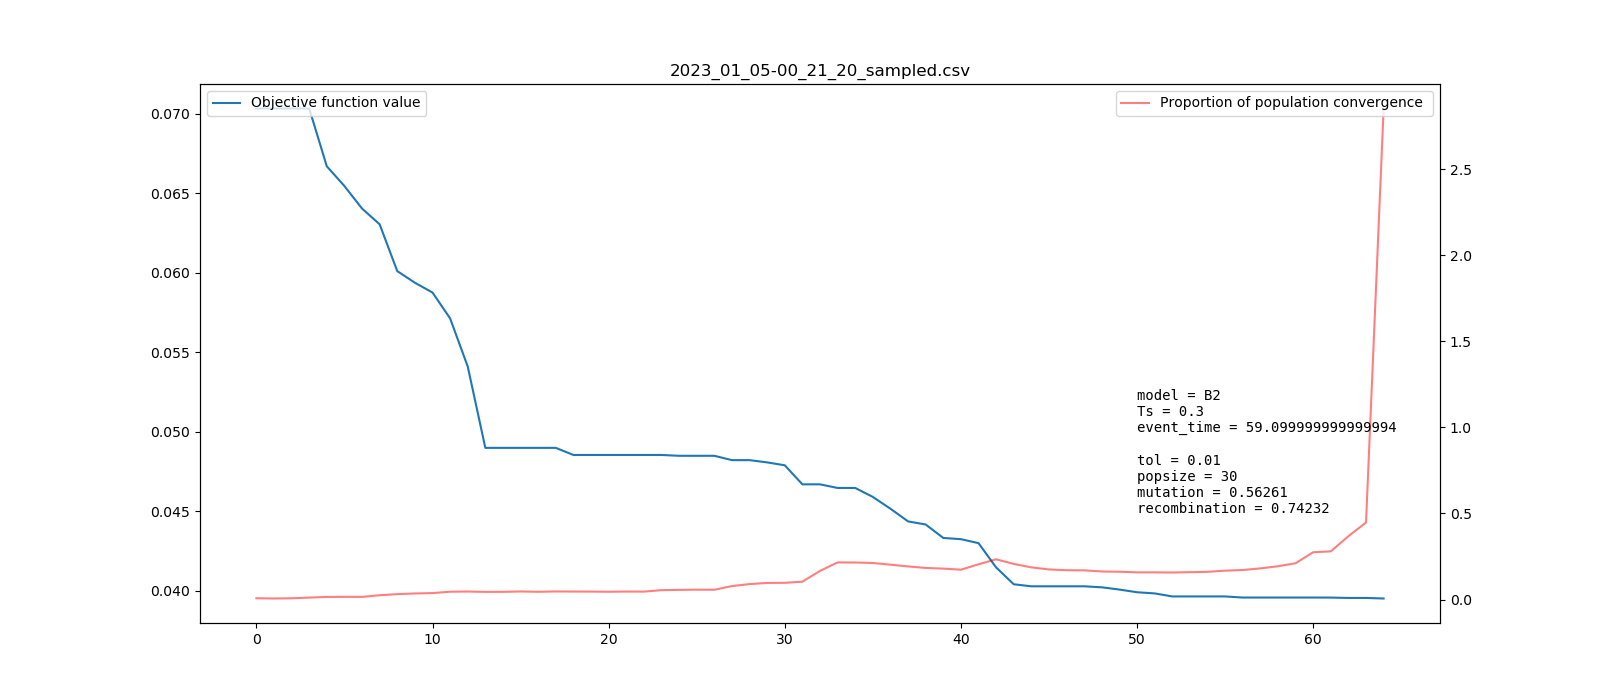 2023_01_05-00_21_20_sampled.csv
Objective function value
Proportion of population convergence
0.070
0.065
0.060
0.055
0.050
0.045
0.040
2.5
2.0
1.5
1.0
0.5
0.0
model = B2
Ts = 0.3
event_time = 59.099999999999994
tol = 0.01
popsize = 30
mutation = 0.56261
recombination = 0.74232
0
10
20
30
40
50
60